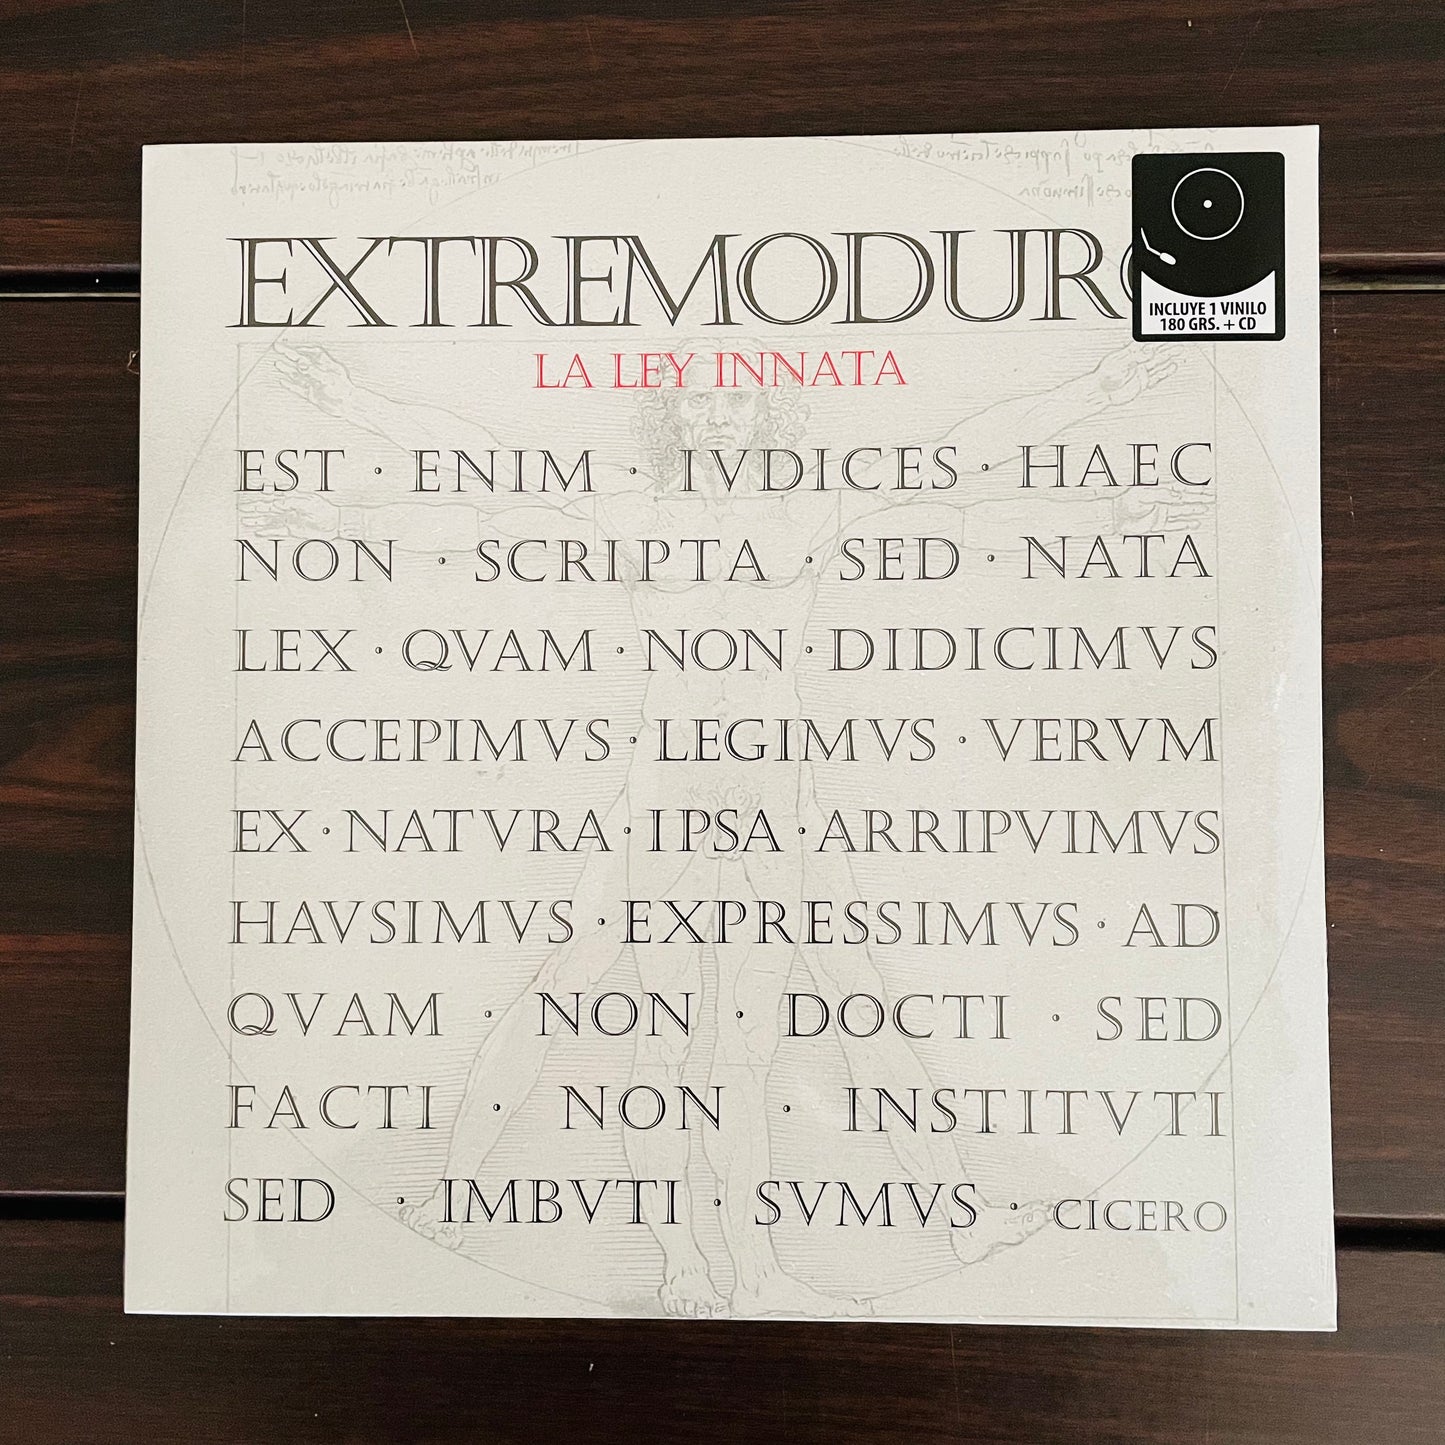 EXTREMODURO
LA LEY INNATA
INCLUYE 1 VINILO
180 GRS. + CD
EST · ENIM · IVDICES · HAEC
NON · SCRIPTA · SED · NATA
LEX · QVAM · NON · DIDICIMVS
ACCEPIMVS · LEGIMVS · VERVM
EX · NATVRA · IPSA · ARRIPVIMVS
HAVSIMVS · EXPRESSIMVS · AD
QVAM · NON · DOCTI · SED
FACTI · NON · INSTITVTI
SED · IMBVTI · SVMVS · CICERO